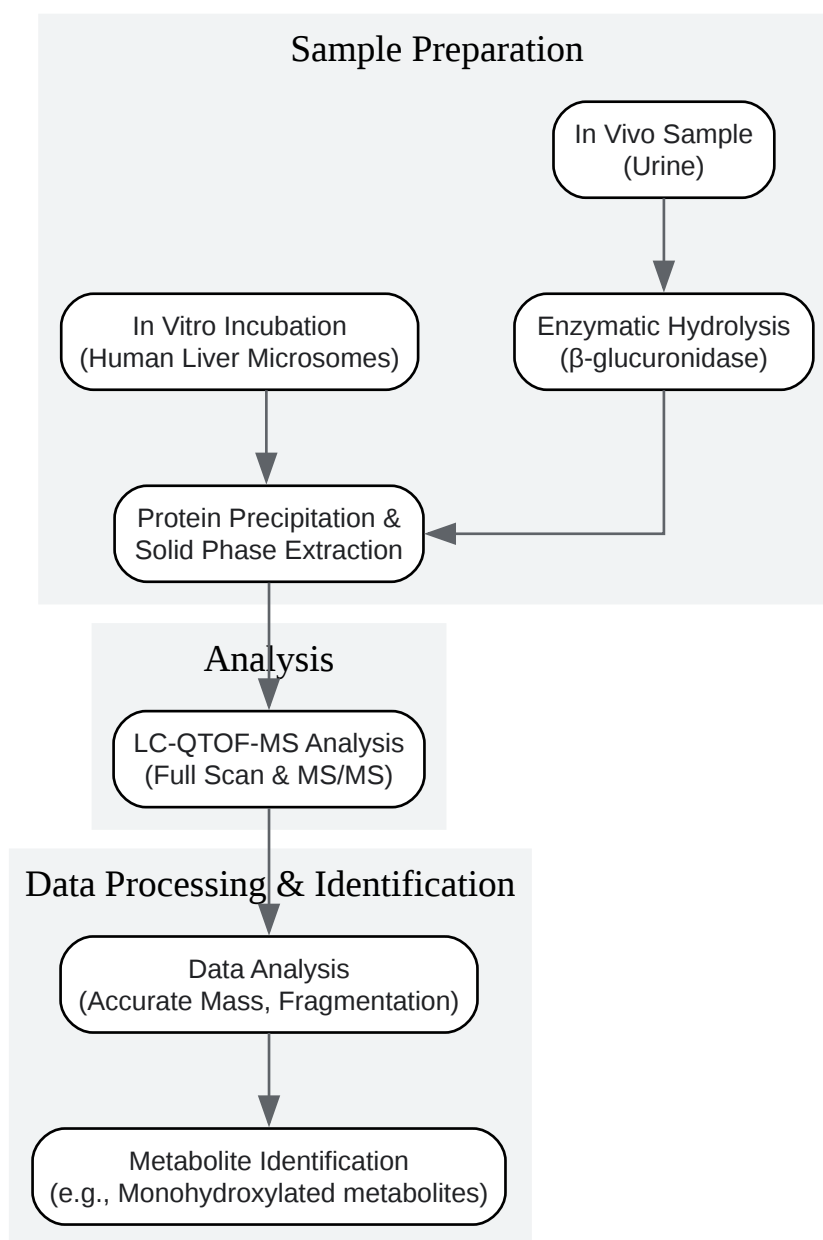 Sample Preparation
In Vivo Sample
(Urine)
In Vitro Incubation
(Human Liver Microsomes)
Enzymatic Hydrolysis
(β-glucuronidase)
Protein Precipitation &
Solid Phase Extraction
Analysis
LC-QTOF-MS Analysis
(Full Scan & MS/MS)
Data Processing & Identification
Data Analysis
(Accurate Mass, Fragmentation)
Metabolite Identification
(e.g., Monohydroxylated metabolites)